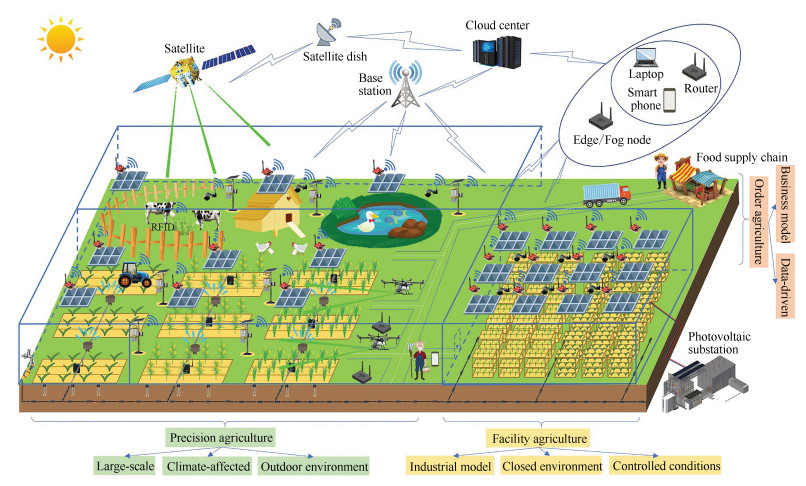 Satellite
Satellite dish
Cloud center
Base
station
Laptop
Router
Smart
phone
Edge/Fog node
Food supply chain
Business model
Order agriculture
Data-driven
RFID
Photovoltaic
substation
Precision agriculture
Facility agriculture
Large-scale
Climate-affected
Outdoor environment
Industrial model
Closed environment
Controlled conditions